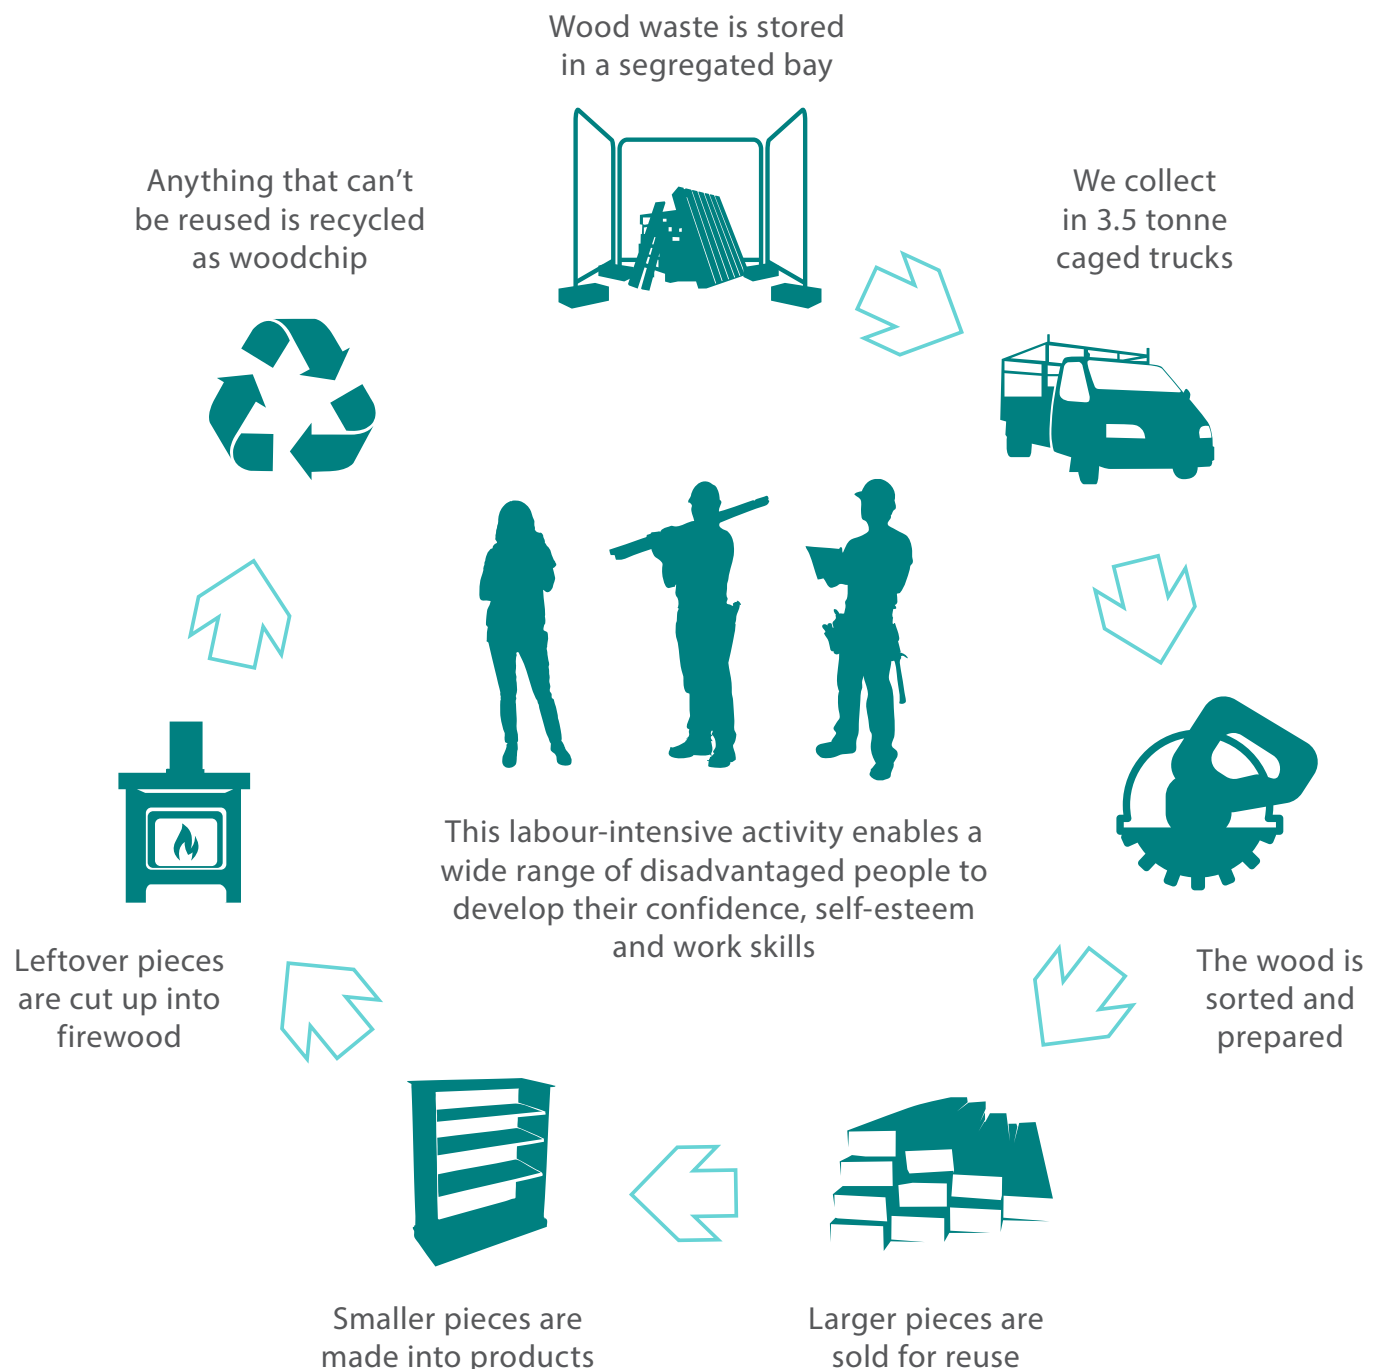 Wood waste is stored
in a segregated bay
We collect
in 3.5 tonne
caged trucks
The wood is
sorted and
prepared
Larger pieces are
sold for reuse
Smaller pieces are
made into products
Leftover pieces
are cut up into
firewood
Anything that can’t
be reused is recycled
as woodchip
This labour-intensive activity enables a
wide range of disadvantaged people to
develop their confidence, self-esteem
and work skills